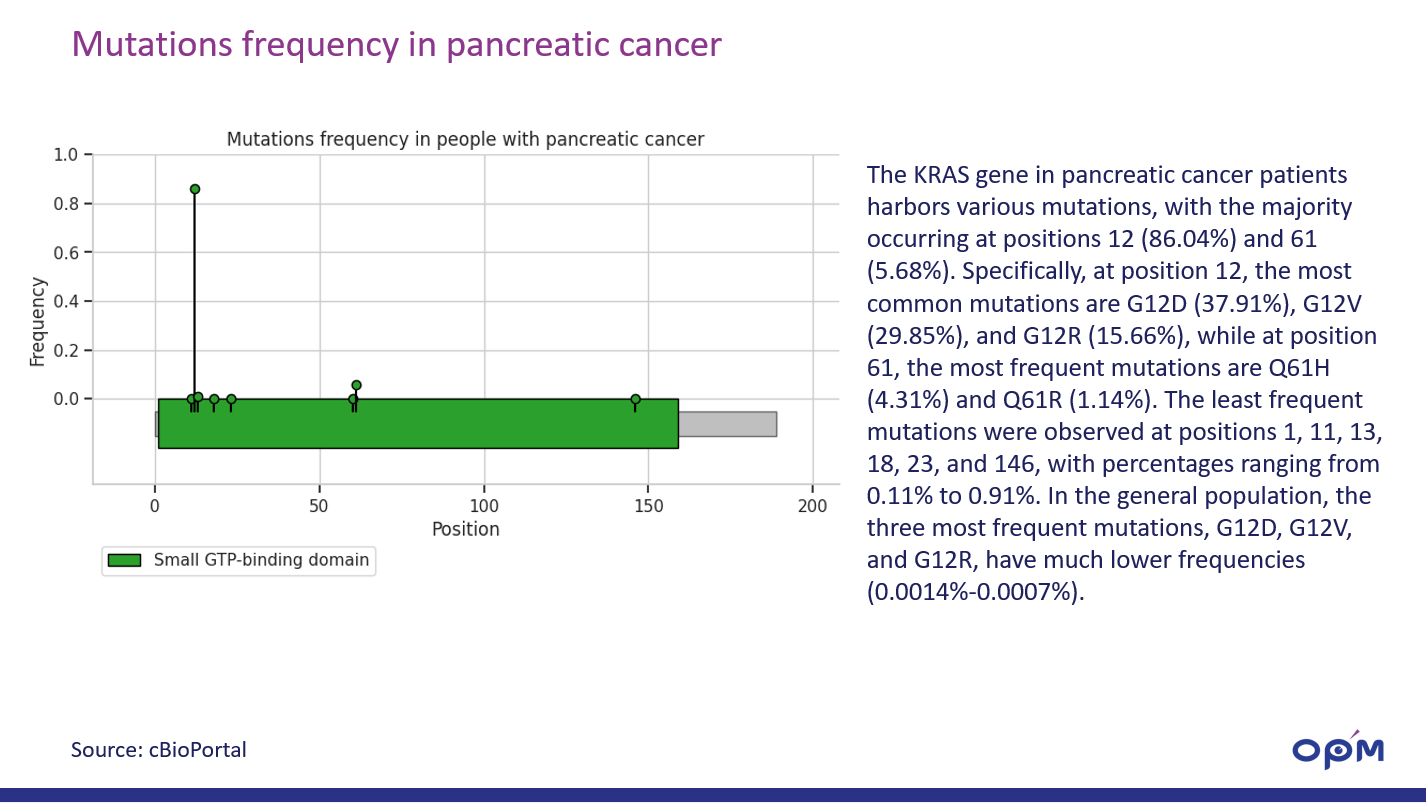 Mutations frequency in pancreatic cancer
Mutations frequency in people with pancreatic cancer
1.0
0.8
0.6
0.4
0.2
0.0
Frequency
0 50 100 150 200
Position
Small GTP-binding domain
The KRAS gene in pancreatic cancer patients
harbors various mutations, with the majority
occurring at positions 12 (86.04%) and 61
(5.68%). Specifically, at position 12, the most
common mutations are G12D (37.91%), G12V
(29.85%), and G12R (15.66%), while at position
61, the most frequent mutations are Q61H
(4.31%) and Q61R (1.14%). The least frequent
mutations were observed at positions 1, 11, 13,
18, 23, and 146, with percentages ranging from
0.11% to 0.91%. In the general population, the
three most frequent mutations, G12D, G12V,
and G12R, have much lower frequencies
(0.0014%-0.0007%).
Source: cBioPortal
OPM